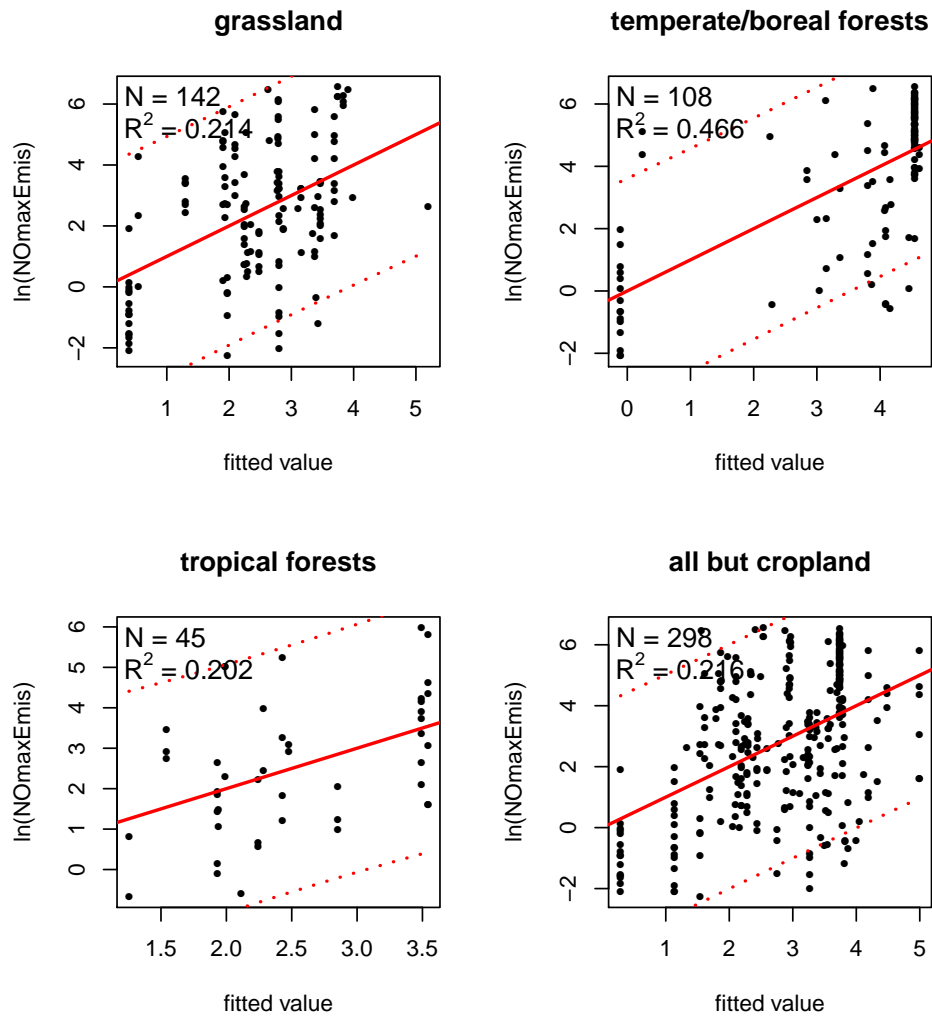 grassland
N = 142
R² = 0.214
ln(NOmaxEmis)
−2 0 2 4 6
1 2 3 4 5
fitted value
temperate/boreal forests
N = 108
R² = 0.466
ln(NOmaxEmis)
−2 0 2 4 6
0 1 2 3 4
fitted value
tropical forests
N = 45
R² = 0.202
ln(NOmaxEmis)
0 1 2 3 4 5 6
1.5 2.0 2.5 3.0 3.5
fitted value
all but cropland
N = 298
R² = 0.216
ln(NOmaxEmis)
−2 0 2 4 6
1 2 3 4 5
fitted value